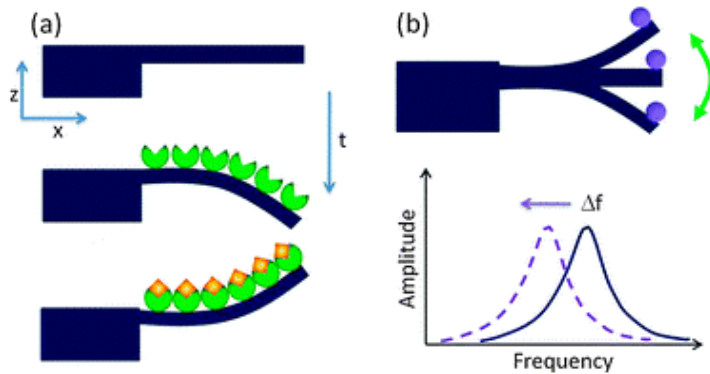 (a)
z
x
t
(b)
Δf
Amplitude
Frequency